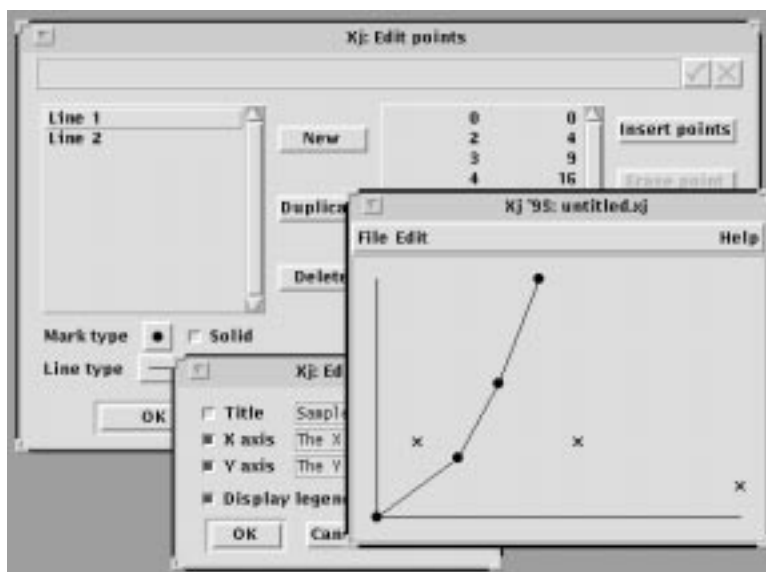 Xj: Edit points
Line 1
Line 2
New
Duplica
Delete
0 0
2 4
3 9
4 16
Insert points
Erase point
Mark type
Solid
Line type
OK
Xj '95: untitled.xj
File Edit Help
Xj: Ed
Title Sample
X axis The X
Y axis The Y
Display legen
OK Can